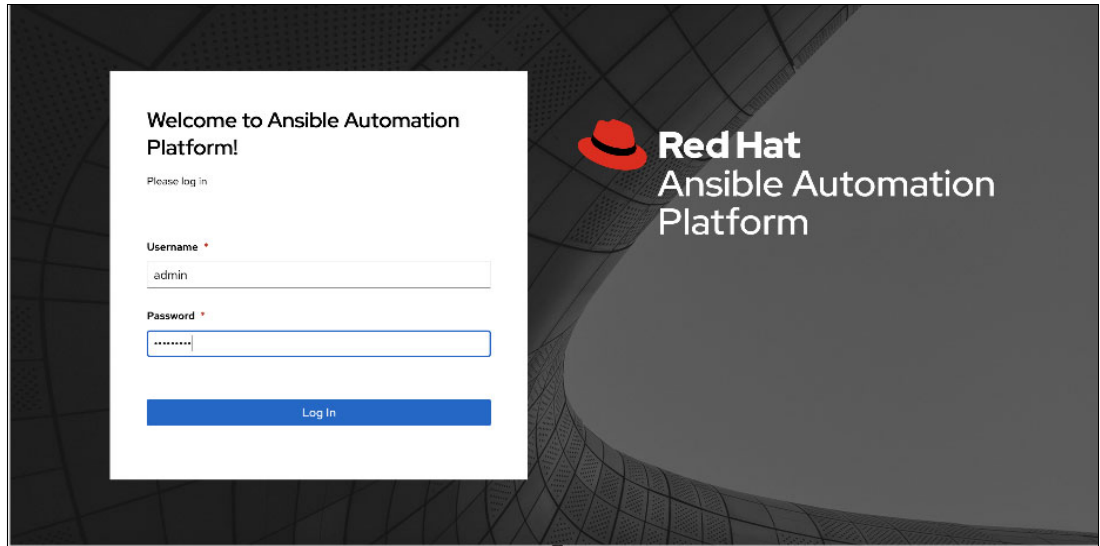 Welcome to Ansible Automation
Platform!
Please log in
Username *
admin
Password *
•••••••••
Log In
Red Hat
Ansible Automation
Platform